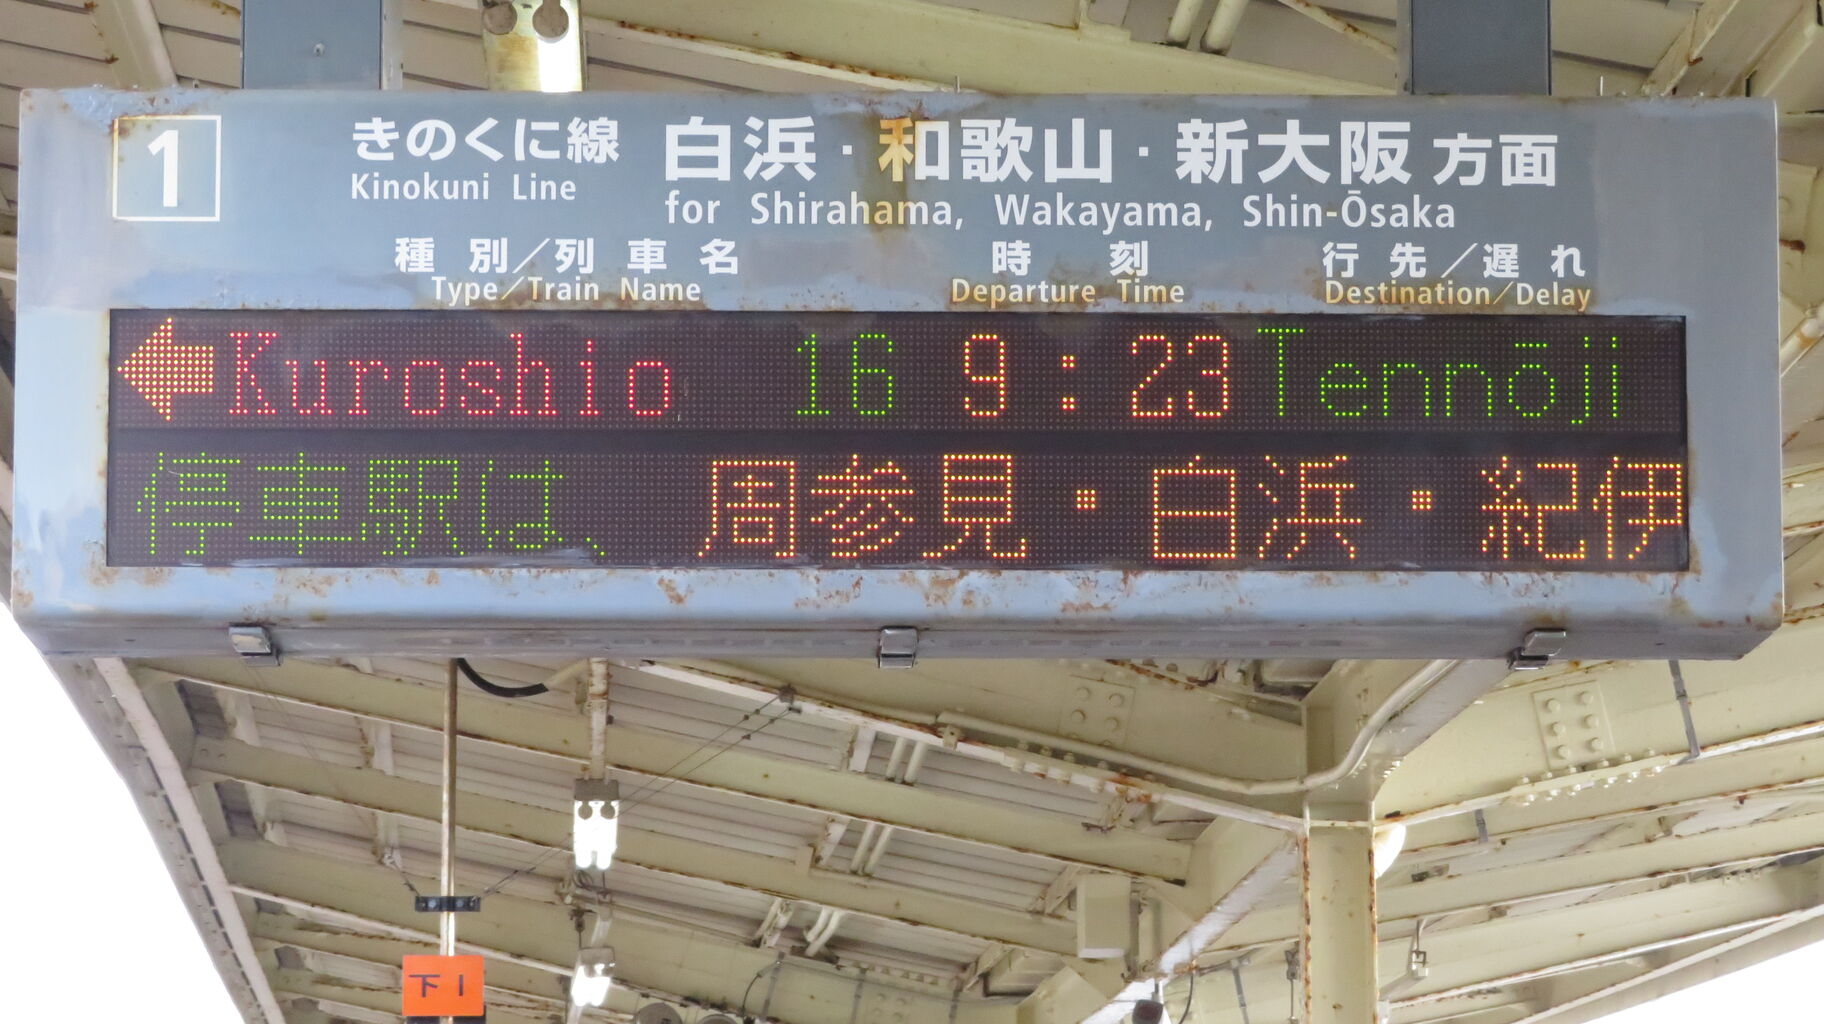 1
きのくに線 白浜・和歌山・新大阪方面
Kinokuni Line for Shirahama, Wakayama, Shin-Ōsaka
種別/列車名 時刻 行先/遅れ
Type/Train Name Departure Time Destination/Delay
Kuroshio 16 9:23 Tennōji
停車駅は、周参見・白浜・紀伊
下1